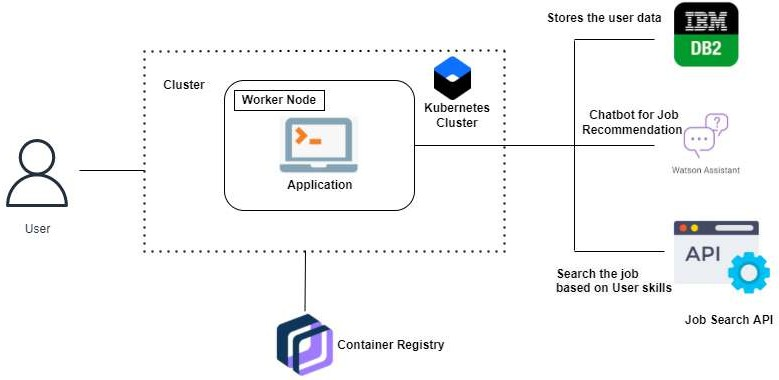 Stores the user data
IBM
DB2
Cluster
Worker Node
Kubernetes
Cluster
Chatbot for Job
Recommendation
Watson Assistant
Application
User
API
Search the job
based on User skills
Job Search API
Container Registry